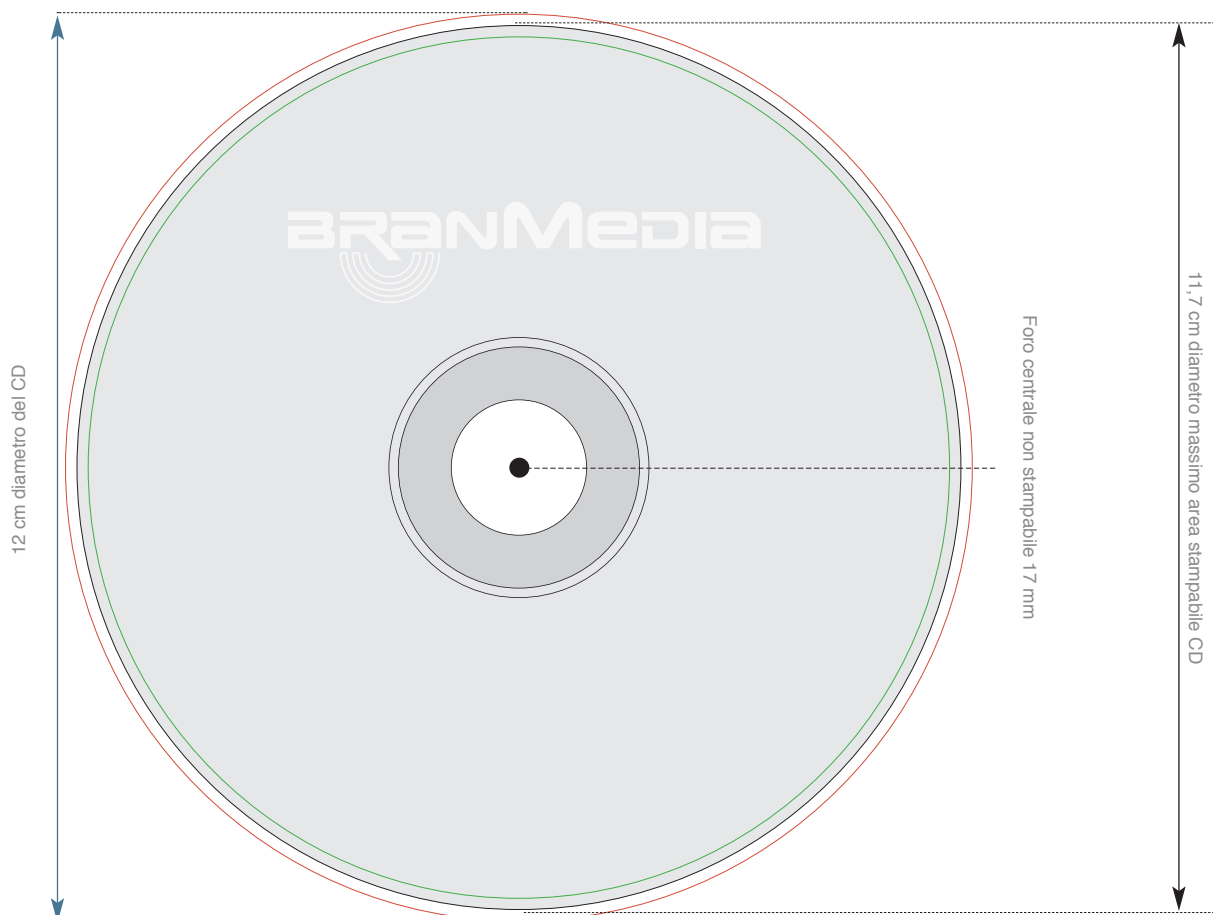 BRANMEDIA
12 cm diametro del CD
Foro centrale non stampabile 17 mm
11,7 cm diametro massimo area stampabile CD